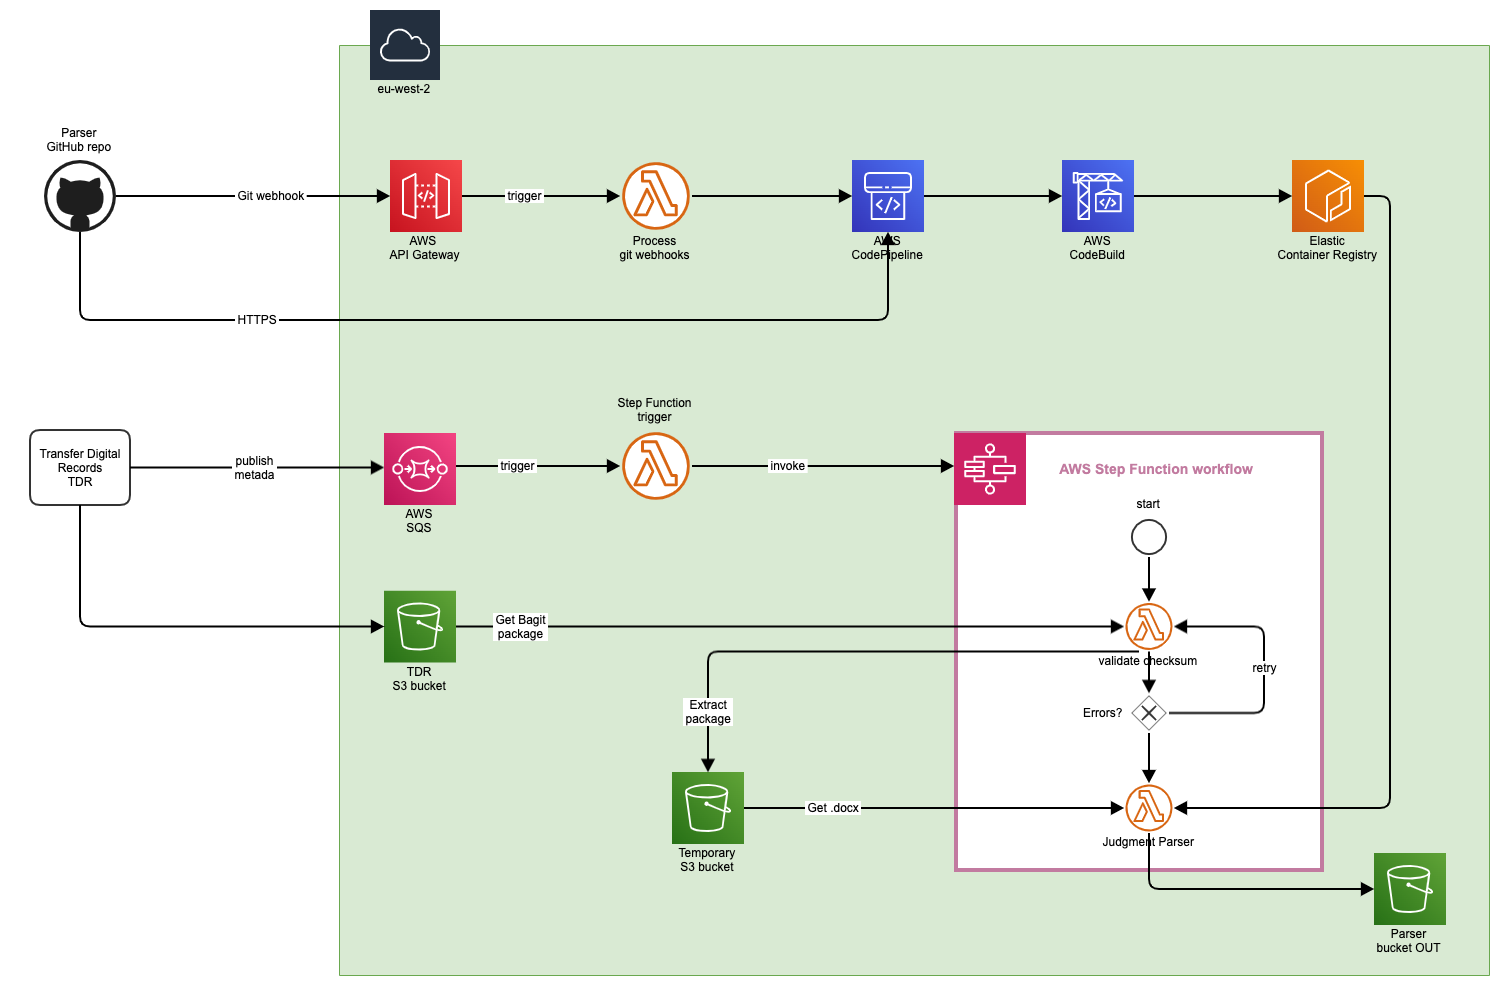 eu-west-2
Parser
GitHub repo
Git webhook
trigger
AWS
API Gateway
Process
git webhooks
AWS
CodePipeline
AWS
CodeBuild
Elastic
Container Registry
HTTPS
Step Function
trigger
Transfer Digital
Records
TDR
publish
metada
trigger
invoke
AWS
SQS
AWS Step Function workflow
start
Get Bagit
package
TDR
S3 bucket
validate checksum
retry
Extract
package
Errors?
Get .docx
Temporary
S3 bucket
Judgment Parser
Parser
bucket OUT